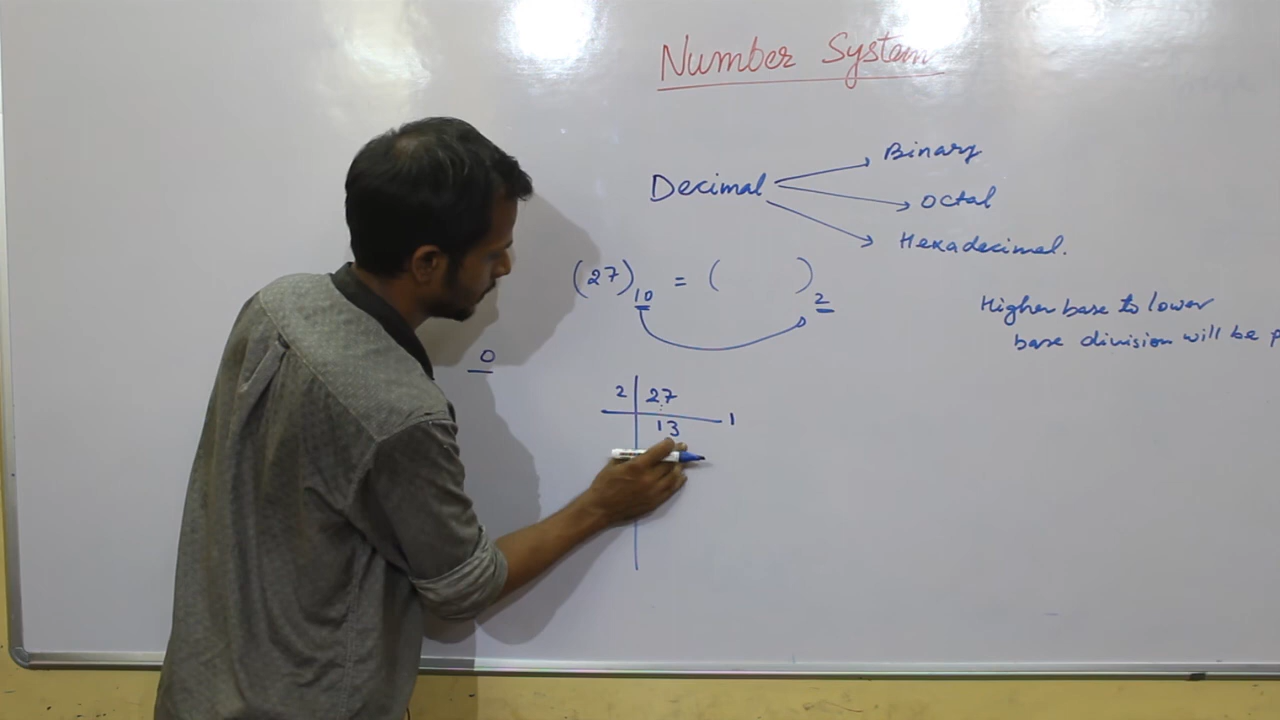 Number System
Decimal
Binary
Octal
Hexadecimal.
(27)10 = ( )2
Higher base to lower
base division will be
0
2 27
13 1